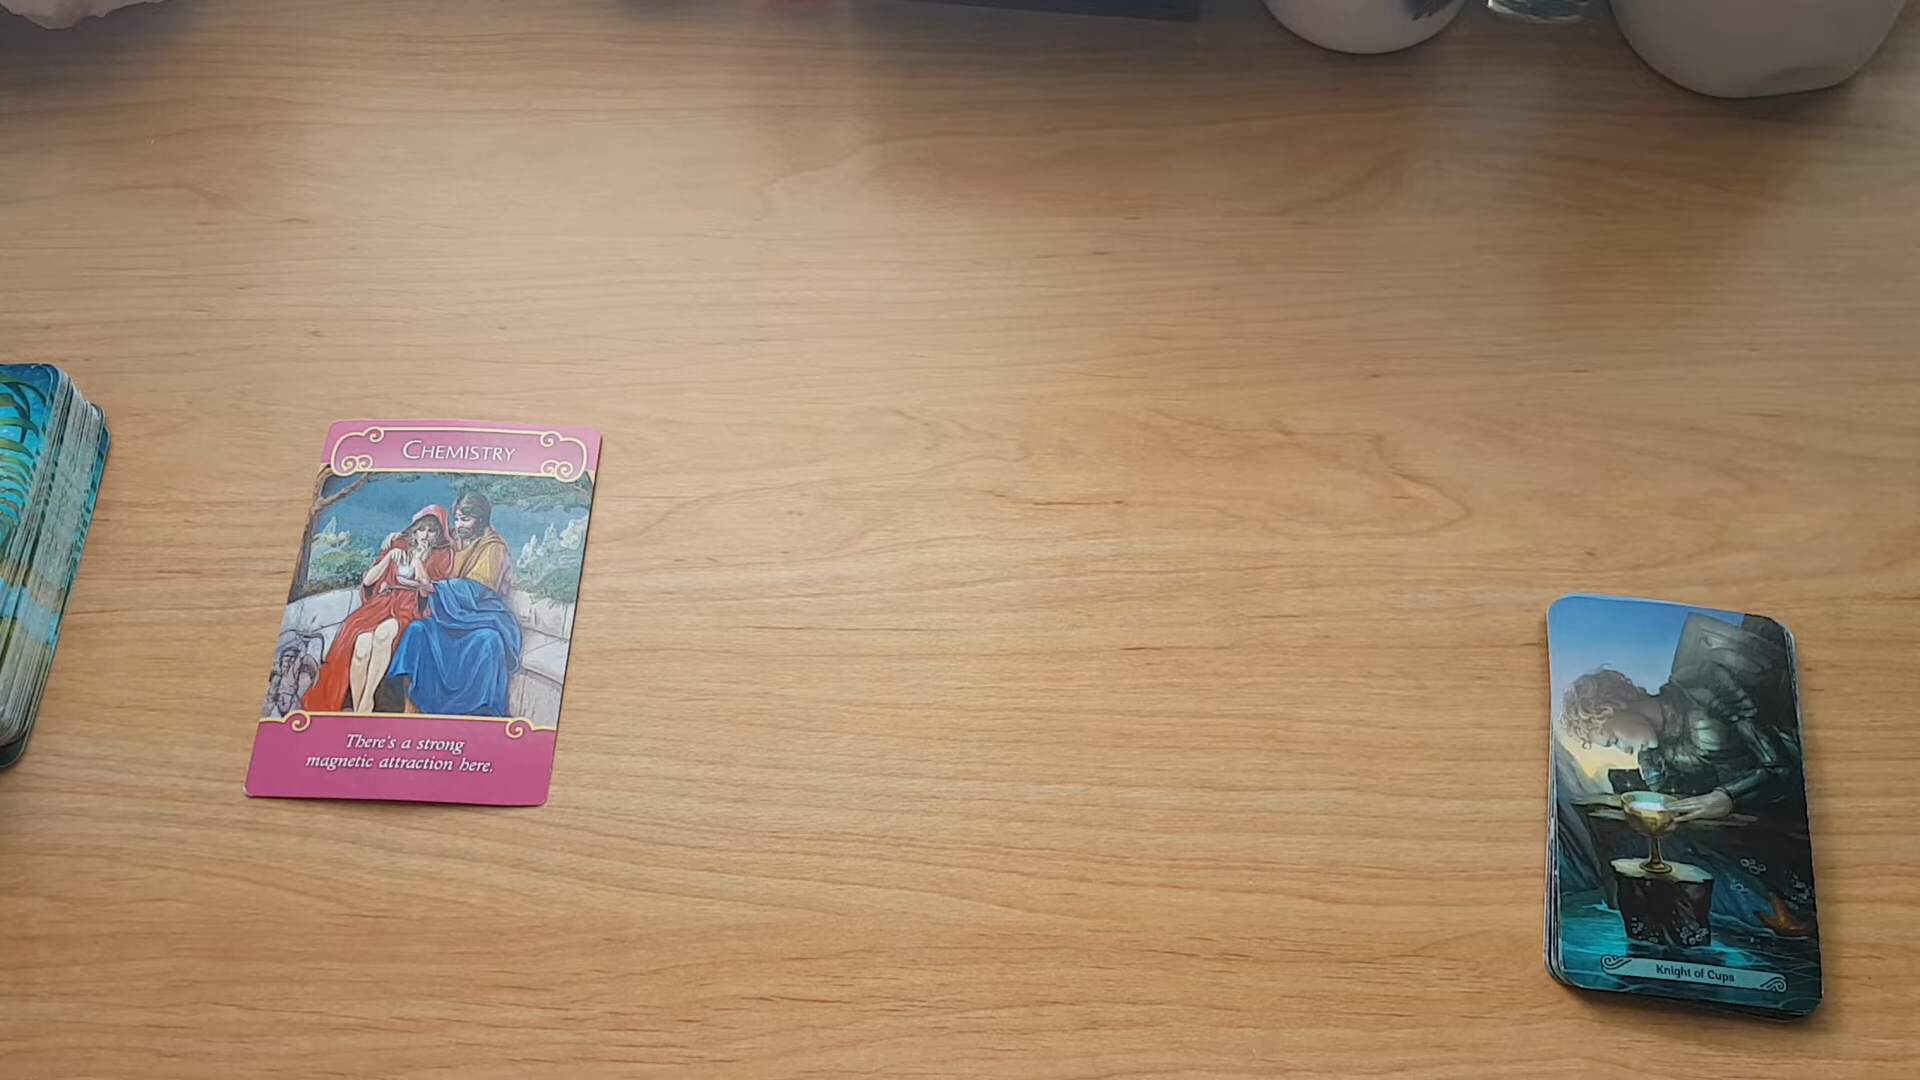 CHEMISTRY
There's a strong
magnetic attraction here.
Knight of Cups